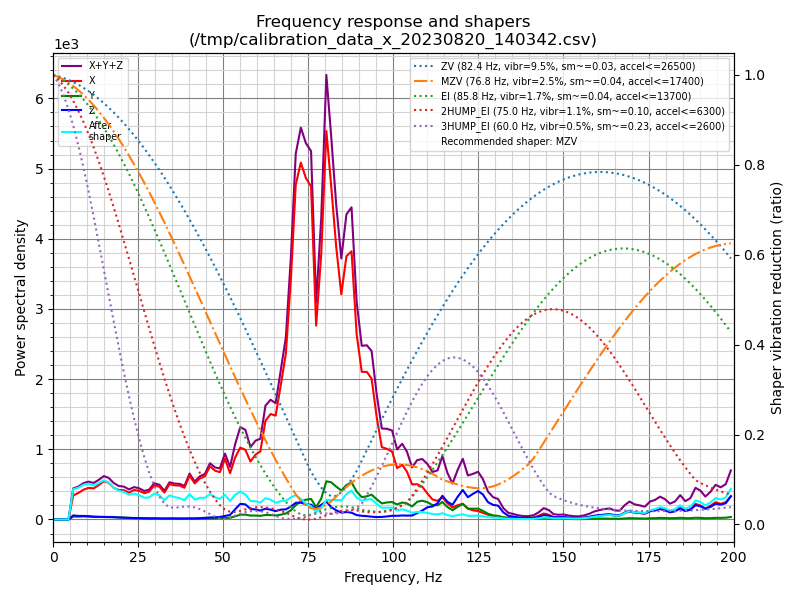 Frequency response and shapers
(/tmp/calibration_data_x_20230820_140342.csv)
1e3
X+Y+Z
X
Y
Z
After
shaper
ZV (82.4 Hz, vibr=9.5%, sm~=0.03, accel<=26500)
MZV (76.8 Hz, vibr=2.5%, sm~=0.04, accel<=17400)
EI (85.8 Hz, vibr=1.7%, sm~=0.04, accel<=13700)
2HUMP_EI (75.0 Hz, vibr=1.1%, sm~=0.10, accel<=6300)
3HUMP_EI (60.0 Hz, vibr=0.5%, sm~=0.23, accel<=2600)
Recommended shaper: MZV
Power spectral density
6
5
4
3
2
1
0
1.0
0.8
0.6
0.4
0.2
0.0
Shaper vibration reduction (ratio)
0 25 50 75 100 125 150 175 200
Frequency, Hz